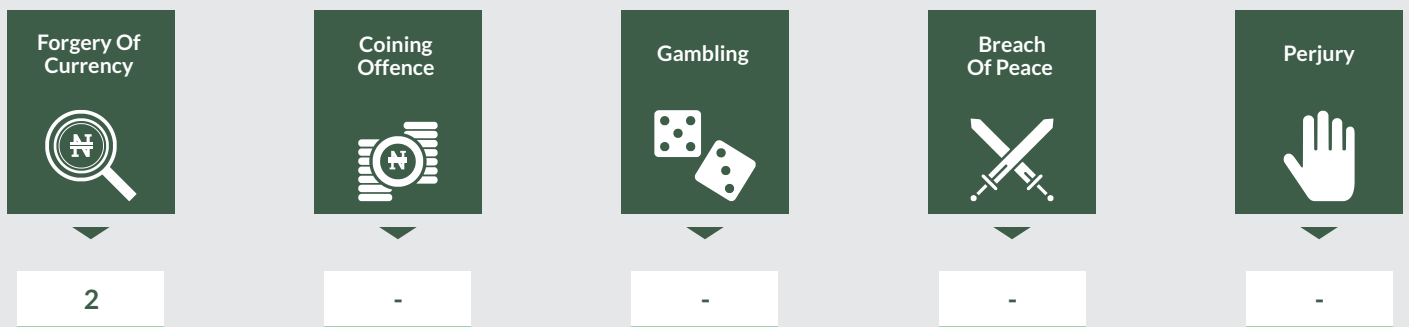 Forgery Of
Currency
Coining
Offence
Gambling
Breach
Of Peace
Perjury
₦
₦
2
-
-
-
-